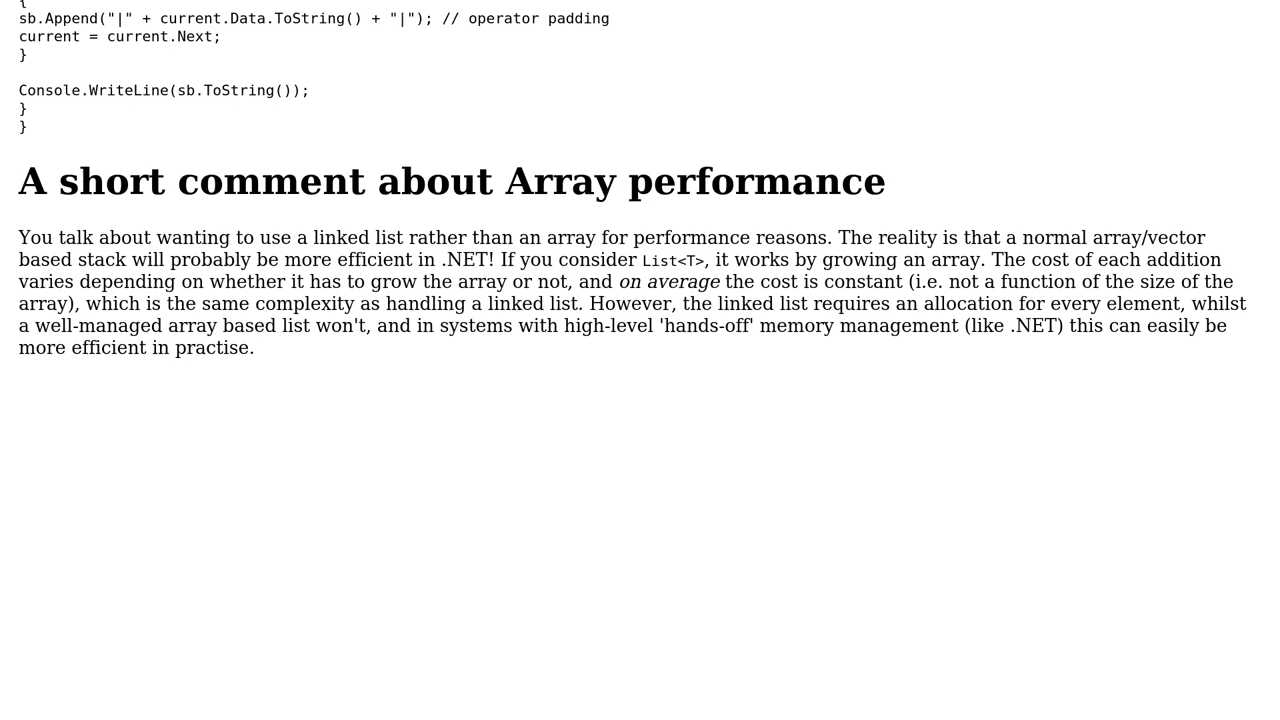 {
sb.Append("|" + current.Data.ToString() + "|"); // operator padding
current = current.Next;
}
Console.WriteLine(sb.ToString());
}
}
A short comment about Array performance
You talk about wanting to use a linked list rather than an array for performance reasons. The reality is that a normal array/vector
based stack will probably be more efficient in .NET! If you consider List<T>, it works by growing an array. The cost of each addition
varies depending on whether it has to grow the array or not, and on average the cost is constant (i.e. not a function of the size of the
array), which is the same complexity as handling a linked list. However, the linked list requires an allocation for every element, whilst
a well-managed array based list won't, and in systems with high-level 'hands-off' memory management (like .NET) this can easily be
more efficient in practise.